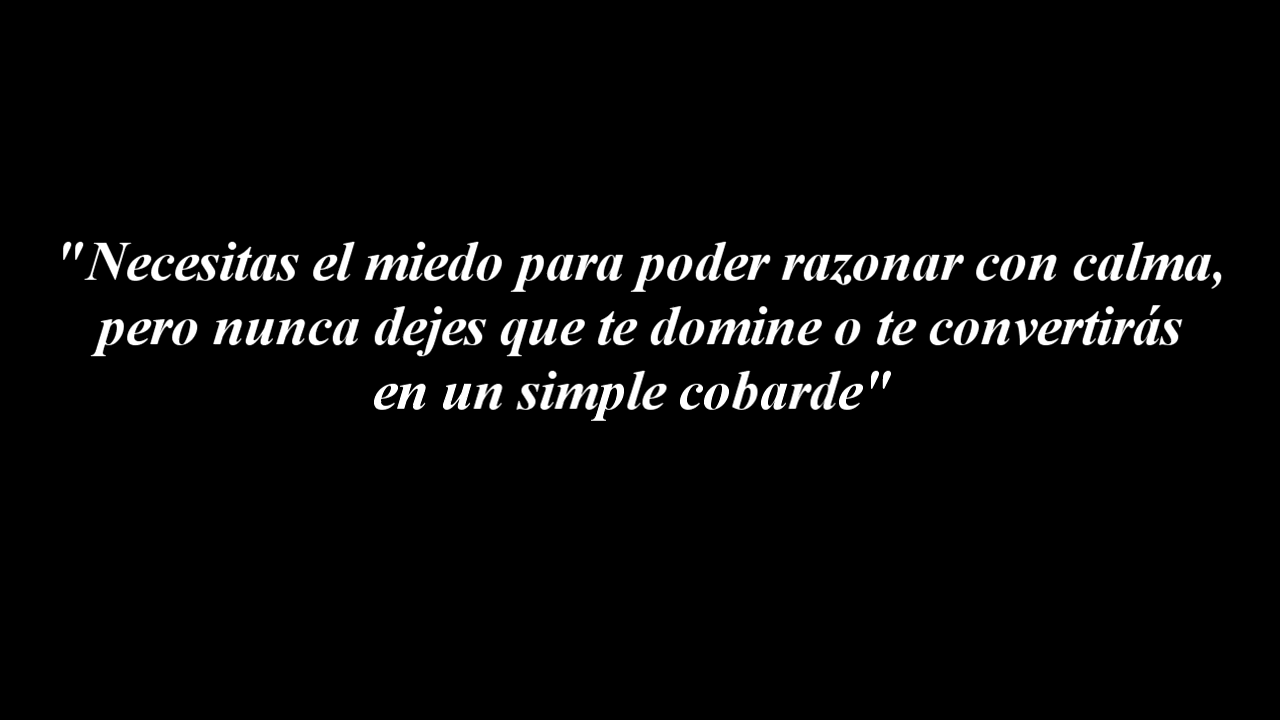 "Necesitas el miedo para poder razonar con calma,
pero nunca dejes que te domine o te convertirás
en un simple cobarde"